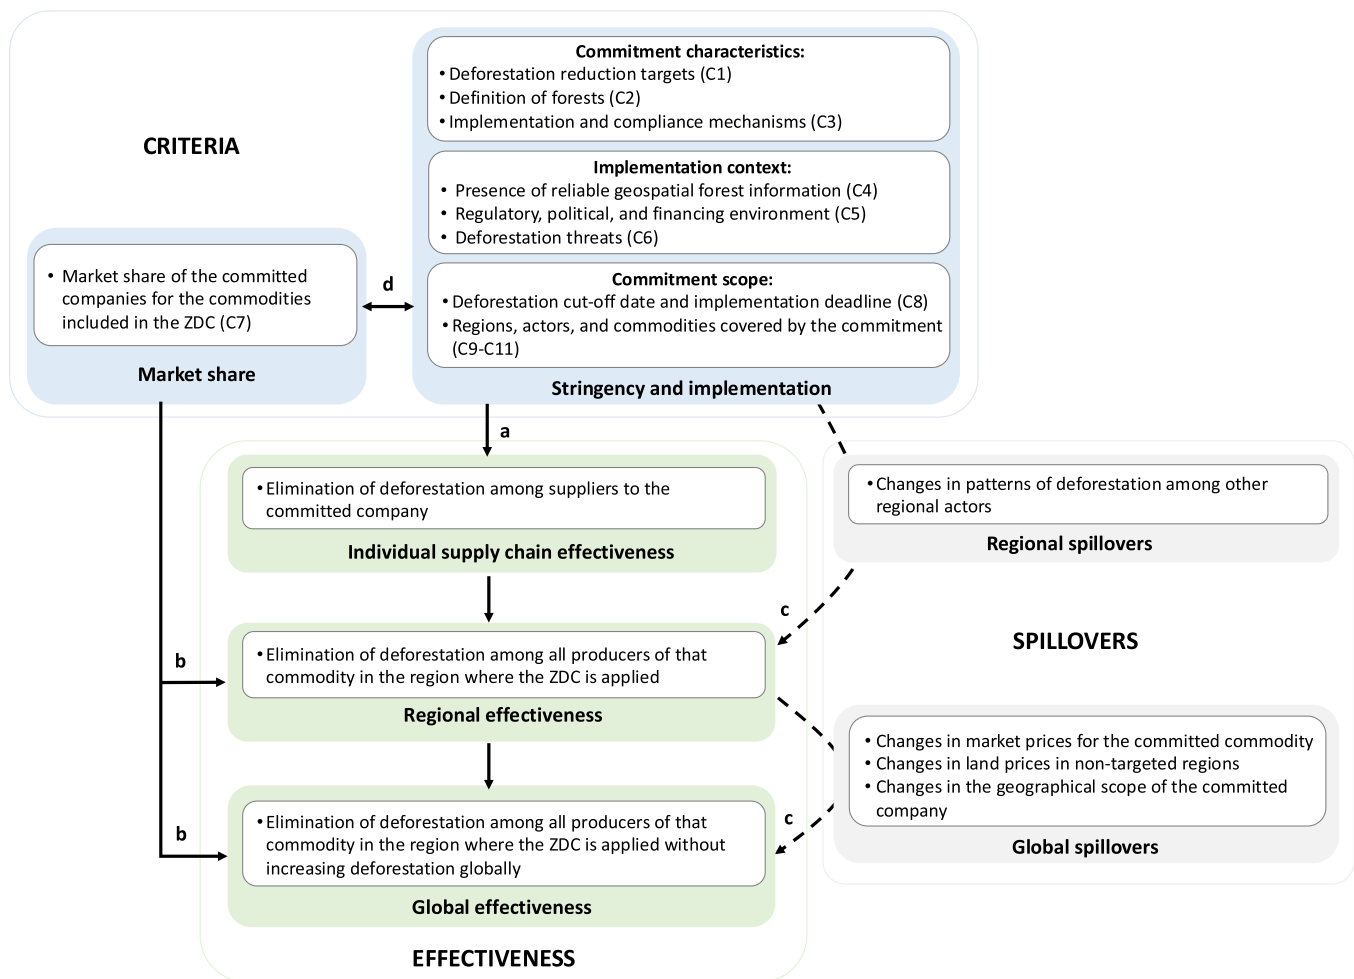 CRITERIA
Commitment characteristics:
• Deforestation reduction targets (C1)
• Definition of forests (C2)
• Implementation and compliance mechanisms (C3)
Implementation context:
• Presence of reliable geospatial forest information (C4)
• Regulatory, political, and financing environment (C5)
• Deforestation threats (C6)
Commitment scope:
• Deforestation cut-off date and implementation deadline (C8)
• Regions, actors, and commodities covered by the commitment
(C9-C11)
Stringency and implementation
• Market share of the committed
companies for the commodities
included in the ZDC (C7)
Market share
d
a
• Elimination of deforestation among suppliers to the
committed company
Individual supply chain effectiveness
• Changes in patterns of deforestation among other
regional actors
Regional spillovers
c
SPILLOVERS
b
• Elimination of deforestation among all producers of that
commodity in the region where the ZDC is applied
Regional effectiveness
• Changes in market prices for the committed commodity
• Changes in land prices in non-targeted regions
• Changes in the geographical scope of the committed
company
Global spillovers
c
b
• Elimination of deforestation among all producers of that
commodity in the region where the ZDC is applied without
increasing deforestation globally
Global effectiveness
EFFECTIVENESS